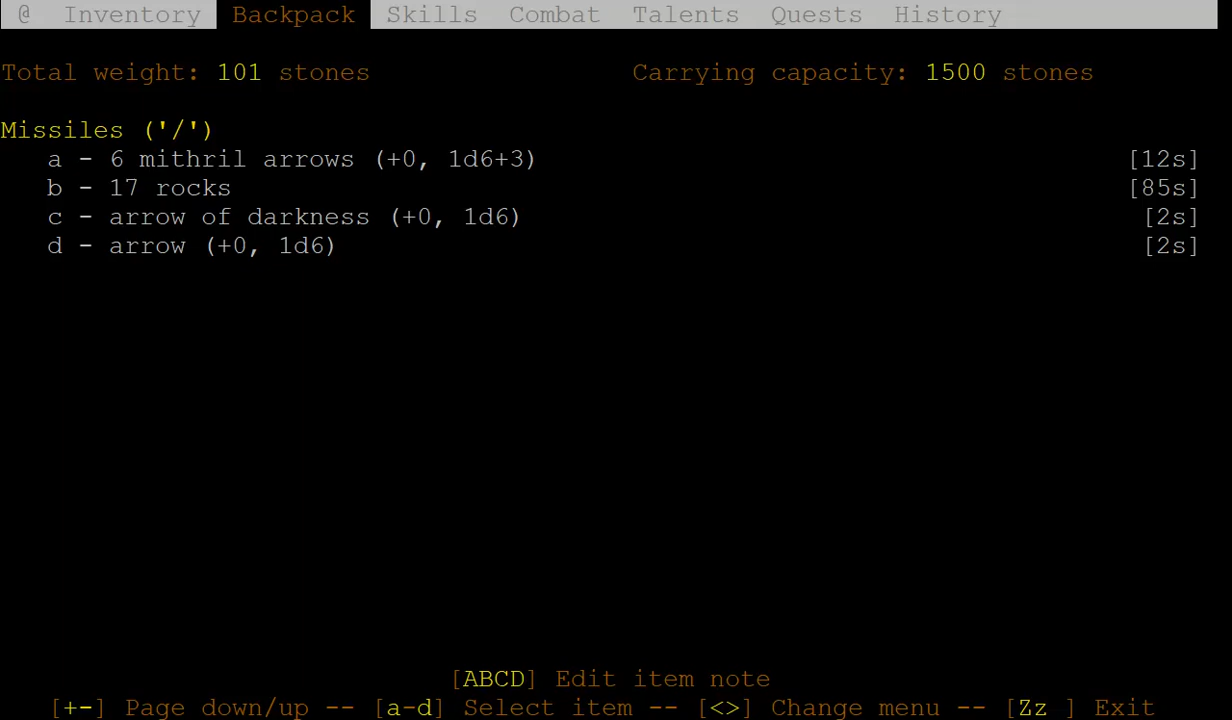 @ Inventory Backpack Skills Combat Talents Quests History
Total weight: 101 stones Carrying capacity: 1500 stones
Missiles ('/')
a - 6 mithril arrows (+0, 1d6+3) [12s]
b - 17 rocks [85s]
c - arrow of darkness (+0, 1d6) [2s]
d - arrow (+0, 1d6) [2s]
[ABCD] Edit item note
[+-] Page down/up -- [a-d] Select item -- [<>] Change menu -- [Zz ] Exit